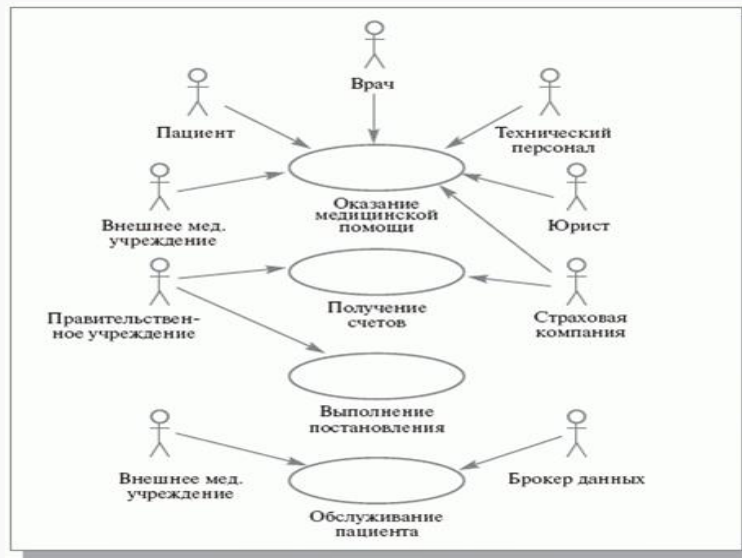 Врач
Пациент
Технический
персонал
Оказание
медицинской
помощи
Внешнее мед.
учреждение
Юрист
Получение
счетов
Правительствен-
ное учреждение
Страховая
компания
Выполнение
постановления
Внешнее мед.
учреждение
Брокер данных
Обслуживание
пациента